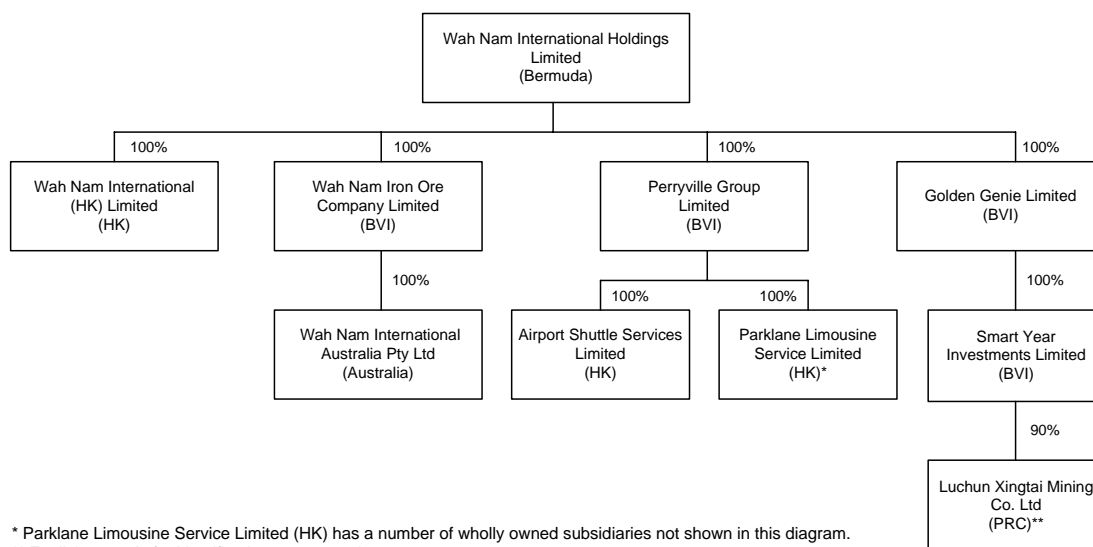 Wah Nam International Holdings
Limited
(Bermuda)
100%
100%
100%
100%
Wah Nam International
(HK) Limited
(HK)
Wah Nam Iron Ore
Company Limited
(BVI)
Perryville Group
Limited
(BVI)
Golden Genie Limited
(BVI)
100%
100%
100%
100%
Wah Nam International
Australia Pty Ltd
(Australia)
Airport Shuttle Services
Limited
(HK)
Parklane Limousine
Service Limited
(HK)*
Smart Year
Investments Limited
(BVI)
90%
Luchun Xingtai Mining
Co. Ltd
(PRC)**
* Parklane Limousine Service Limited (HK) has a number of wholly owned subsidiaries not shown in this diagram.